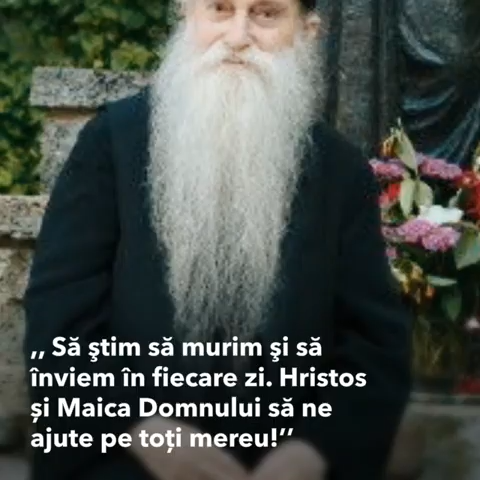 ,, Să ştim să murim şi să
înviem în fiecare zi. Hristos
și Maica Domnului să ne
ajute pe toți mereu!’’